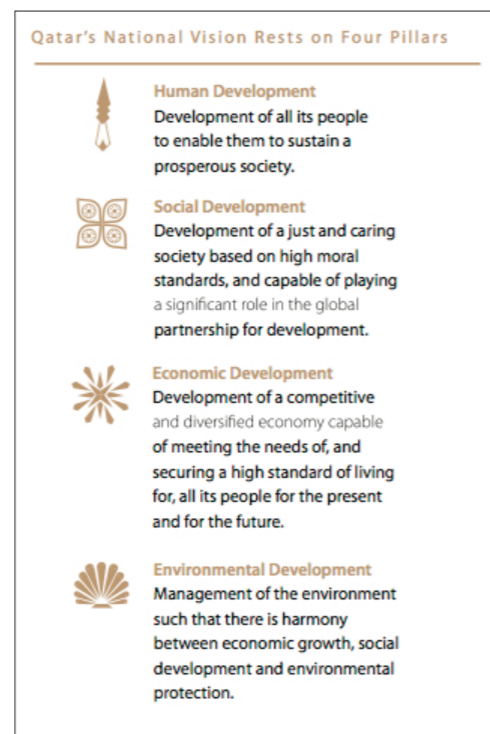 Qatar's National Vision Rests on Four Pillars
Human Development
Development of all its people
to enable them to sustain a
prosperous society.
Social Development
Development of a just and caring
society based on high moral
standards, and capable of playing
a significant role in the global
partnership for development.
Economic Development
Development of a competitive
and diversified economy capable
of meeting the needs of, and
securing a high standard of living
for, all its people for the present
and for the future.
Environmental Development
Management of the environment
such that there is harmony
between economic growth, social
development and environmental
protection.